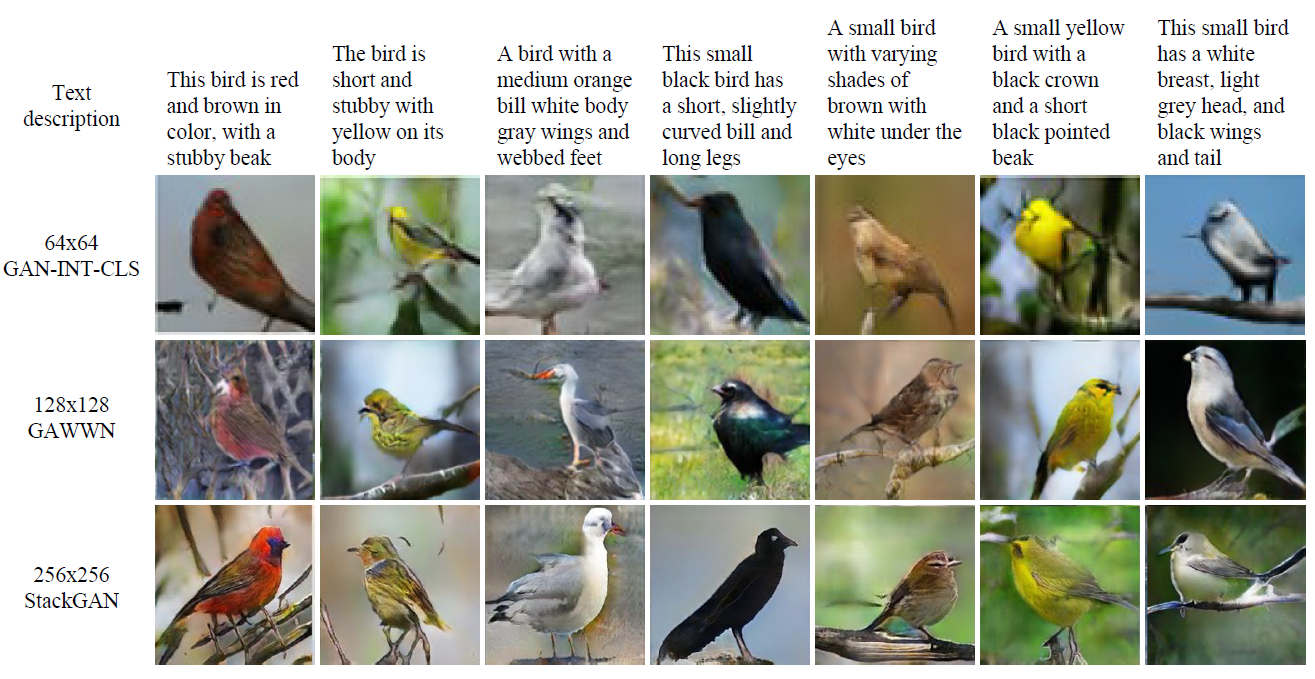 Text
description
This bird is red
and brown in
color, with a
stubby beak
The bird is
short and
stubby with
yellow on its
body
A bird with a
medium orange
bill white body
gray wings and
webbed feet
This small
black bird has
a short, slightly
curved bill and
long legs
A small bird
with varying
shades of
brown with
white under the
eyes
A small yellow
bird with a
black crown
and a short
black pointed
beak
This small bird
has a white
breast, light
grey head, and
black wings
and tail
64x64
GAN-INT-CLS
128x128
GAWWN
256x256
StackGAN